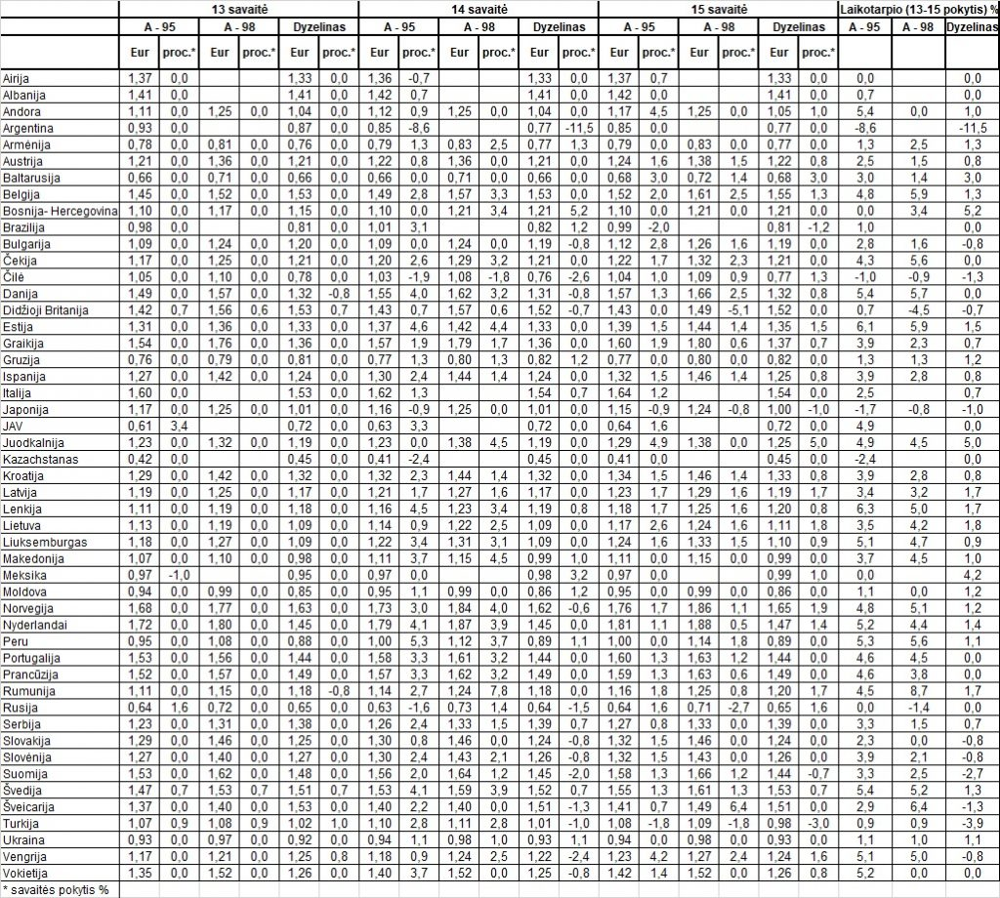 13 savaitė 14 savaitė 15 savaitė Laikotarpio (13-15 pokytis) %
A - 95 A - 98 Dyzelinas A - 95 A - 98 Dyzelinas A - 95 A - 98 Dyzelinas A - 95 A - 98 Dyzelinas
Eur proc.* Eur proc.* Eur proc.* Eur proc.* Eur proc.* Eur proc.* Eur proc.* Eur proc.* Eur proc.*
Airija 1,37 0,0 1,33 0,0 1,36 -0,7 1,33 0,0 1,37 0,7 1,33 0,0 0,0 0,0
Albanija 1,41 0,0 1,41 0,0 1,42 0,7 1,41 0,0 1,42 0,0 1,41 0,0 0,7 0,0
Andora 1,11 0,0 1,25 0,0 1,04 0,0 1,12 0,9 1,25 0,0 1,04 0,0 1,17 4,5 1,25 0,0 1,05 1,0 5,4 0,0 1,0
Argentina 0,93 0,0 0,87 0,0 0,85 -8,6 0,77 -11,5 0,85 0,0 0,77 0,0 -8,6 -11,5
Armėnija 0,78 0,0 0,81 0,0 0,76 0,0 0,79 1,3 0,83 2,5 0,77 1,3 0,79 0,0 0,83 0,0 0,77 0,0 1,3 2,5 1,3
Austrija 1,21 0,0 1,36 0,0 1,21 0,0 1,22 0,8 1,36 0,0 1,21 0,0 1,24 1,6 1,38 1,5 1,22 0,8 2,5 1,5 0,8
Baltarusija 0,66 0,0 0,71 0,0 0,66 0,0 0,66 0,0 0,71 0,0 0,66 0,0 0,68 3,0 0,72 1,4 0,68 3,0 3,0 1,4 3,0
Belgija 1,45 0,0 1,52 0,0 1,53 0,0 1,49 2,8 1,57 3,3 1,53 0,0 1,52 2,0 1,61 2,5 1,55 1,3 4,8 5,9 1,3
Bosnija- Hercegovina 1,10 0,0 1,17 0,0 1,15 0,0 1,10 0,0 1,21 3,4 1,21 5,2 1,10 0,0 1,21 0,0 1,21 0,0 0,0 3,4 5,2
Brazilija 0,98 0,0 0,81 0,0 1,01 3,1 0,82 1,2 0,99 -2,0 0,81 -1,2 1,0 0,0
Bulgarija 1,09 0,0 1,24 0,0 1,20 0,0 1,09 0,0 1,24 0,0 1,19 -0,8 1,12 2,8 1,26 1,6 1,19 0,0 2,8 1,6 -0,8
Čekija 1,17 0,0 1,25 0,0 1,21 0,0 1,20 2,6 1,29 3,2 1,21 0,0 1,22 1,7 1,32 2,3 1,21 0,0 4,3 5,6 0,0
Čilė 1,05 0,0 1,10 0,0 0,78 0,0 1,03 -1,9 1,08 -1,8 0,76 -2,6 1,04 1,0 1,09 0,9 0,77 1,3 -1,0 -0,9 -1,3
Danija 1,49 0,0 1,57 0,0 1,32 -0,8 1,55 4,0 1,62 3,2 1,31 -0,8 1,57 1,3 1,66 2,5 1,32 0,8 5,4 5,7 0,0
Didžioji Britanija 1,42 0,7 1,56 0,6 1,53 0,7 1,43 0,7 1,57 0,6 1,52 -0,7 1,43 0,0 1,49 -5,1 1,52 0,0 0,7 -4,5 -0,7
Estija 1,31 0,0 1,36 0,0 1,33 0,0 1,37 4,6 1,42 4,4 1,33 0,0 1,39 1,5 1,44 1,4 1,35 1,5 6,1 5,9 1,5
Graikija 1,54 0,0 1,76 0,0 1,36 0,0 1,57 1,9 1,79 1,7 1,36 0,0 1,60 1,9 1,80 0,6 1,37 0,7 3,9 2,3 0,7
Gruzija 0,76 0,0 0,79 0,0 0,81 0,0 0,77 1,3 0,80 1,3 0,82 1,2 0,77 0,0 0,80 0,0 0,82 0,0 1,3 1,3 1,2
Ispanija 1,27 0,0 1,42 0,0 1,24 0,0 1,30 2,4 1,44 1,4 1,24 0,0 1,32 1,5 1,46 1,4 1,25 0,8 3,9 2,8 0,8
Italija 1,60 0,0 1,53 0,0 1,62 1,3 1,54 0,7 1,64 1,2 1,54 0,0 2,5 0,7
Japonija 1,17 0,0 1,25 0,0 1,01 0,0 1,16 -0,9 1,25 0,0 1,01 0,0 1,15 -0,9 1,24 -0,8 1,00 -1,0 -1,7 -0,8 -1,0
JAV 0,61 3,4 0,72 0,0 0,63 3,3 0,72 0,0 0,64 1,6 0,72 0,0 4,9 0,0
Juodkalnija 1,23 0,0 1,32 0,0 1,19 0,0 1,23 0,0 1,38 4,5 1,19 0,0 1,29 4,9 1,38 0,0 1,25 5,0 4,9 4,5 5,0
Kazachstanas 0,42 0,0 0,45 0,0 0,41 -2,4 0,45 0,0 0,41 0,0 0,45 0,0 -2,4 0,0
Kroatija 1,29 0,0 1,42 0,0 1,32 0,0 1,32 2,3 1,44 1,4 1,32 0,0 1,34 1,5 1,46 1,4 1,33 0,8 3,9 2,8 0,8
Latvija 1,19 0,0 1,25 0,0 1,17 0,0 1,21 1,7 1,27 1,6 1,17 0,0 1,23 1,7 1,29 1,6 1,19 1,7 3,4 3,2 1,7
Lenkija 1,11 0,0 1,19 0,0 1,18 0,0 1,16 4,5 1,23 3,4 1,19 0,8 1,18 1,7 1,25 1,6 1,20 0,8 6,3 5,0 1,7
Lietuva 1,13 0,0 1,19 0,0 1,09 0,0 1,14 0,9 1,22 2,5 1,09 0,0 1,17 2,6 1,24 1,6 1,11 1,8 3,5 4,2 1,8
Liuksemburgas 1,18 0,0 1,27 0,0 1,09 0,0 1,22 3,4 1,31 3,1 1,09 0,0 1,24 1,6 1,33 1,5 1,10 0,9 5,1 4,7 0,9
Makedonija 1,07 0,0 1,10 0,0 0,98 0,0 1,11 3,7 1,15 4,5 0,99 1,0 1,11 0,0 1,15 0,0 0,99 0,0 3,7 4,5 1,0
Meksika 0,97 -1,0 0,95 0,0 0,97 0,0 0,98 3,2 0,97 0,0 0,99 1,0 0,0 4,2
Moldova 0,94 0,0 0,99 0,0 0,85 0,0 0,95 1,1 0,99 0,0 0,86 1,2 0,95 0,0 0,99 0,0 0,86 0,0 1,1 0,0 1,2
Norvegija 1,68 0,0 1,77 0,0 1,63 0,0 1,73 3,0 1,84 4,0 1,62 -0,6 1,76 1,7 1,86 1,1 1,65 1,9 4,8 5,1 1,2
Nyderlandai 1,72 0,0 1,80 0,0 1,45 0,0 1,79 4,1 1,87 3,9 1,45 0,0 1,81 1,1 1,88 0,5 1,47 1,4 5,2 4,4 1,4
Peru 0,95 0,0 1,08 0,0 0,88 0,0 1,00 5,3 1,12 3,7 0,89 1,1 1,00 0,0 1,14 1,8 0,89 0,0 5,3 5,6 1,1
Portugalija 1,53 0,0 1,56 0,0 1,44 0,0 1,58 3,3 1,61 3,2 1,44 0,0 1,60 1,3 1,63 1,2 1,44 0,0 4,6 4,5 0,0
Prancūzija 1,52 0,0 1,57 0,0 1,49 0,0 1,57 3,3 1,62 3,2 1,49 0,0 1,59 1,3 1,63 0,6 1,49 0,0 4,6 3,8 0,0
Rumunija 1,11 0,0 1,15 0,0 1,18 -0,8 1,14 2,7 1,24 7,8 1,18 0,0 1,16 1,8 1,25 0,8 1,20 1,7 4,5 8,7 1,7
Rusija 0,64 1,6 0,72 0,0 0,65 0,0 0,63 -1,6 0,73 1,4 0,64 -1,5 0,64 1,6 0,71 -2,7 0,65 1,6 0,0 -1,4 0,0
Serbija 1,23 0,0 1,31 0,0 1,38 0,0 1,26 2,4 1,33 1,5 1,39 0,7 1,27 0,8 1,33 0,0 1,39 0,0 3,3 1,5 0,7
Slovakija 1,29 0,0 1,46 0,0 1,25 0,0 1,30 0,8 1,46 0,0 1,24 -0,8 1,32 1,5 1,46 0,0 1,24 0,0 2,3 0,0 -0,8
Slovėnija 1,27 0,0 1,40 0,0 1,27 0,0 1,30 2,4 1,43 2,1 1,26 -0,8 1,32 1,5 1,43 0,0 1,26 0,0 3,9 2,1 -0,8
Suomija 1,53 0,0 1,62 0,0 1,48 0,0 1,56 2,0 1,64 1,2 1,45 -2,0 1,58 1,3 1,66 1,2 1,44 -0,7 3,3 2,5 -2,7
Švedija 1,47 0,7 1,53 0,7 1,51 0,7 1,53 4,1 1,59 3,9 1,52 0,7 1,55 1,3 1,61 1,3 1,53 0,7 5,4 5,2 1,3
Šveicarija 1,37 0,0 1,40 0,0 1,53 0,0 1,40 2,2 1,40 0,0 1,51 -1,3 1,41 0,7 1,49 6,4 1,51 0,0 2,9 6,4 -1,3
Turkija 1,07 0,9 1,08 0,9 1,02 1,0 1,10 2,8 1,11 2,8 1,01 -1,0 1,08 -1,8 1,09 -1,8 0,98 -3,0 0,9 0,9 -3,9
Ukraina 0,93 0,0 0,97 0,0 0,92 0,0 0,94 1,1 0,98 1,0 0,93 1,1 0,94 0,0 0,98 0,0 0,93 0,0 1,1 1,0 1,1
Vengrija 1,17 0,0 1,21 0,0 1,25 0,8 1,18 0,9 1,24 2,5 1,22 -2,4 1,23 4,2 1,27 2,4 1,24 1,6 5,1 5,0 -0,8
Vokietija 1,35 0,0 1,52 0,0 1,26 0,0 1,40 3,7 1,52 0,0 1,25 -0,8 1,42 1,4 1,52 0,0 1,26 0,8 5,2 0,0 0,0
* savaitės pokytis %